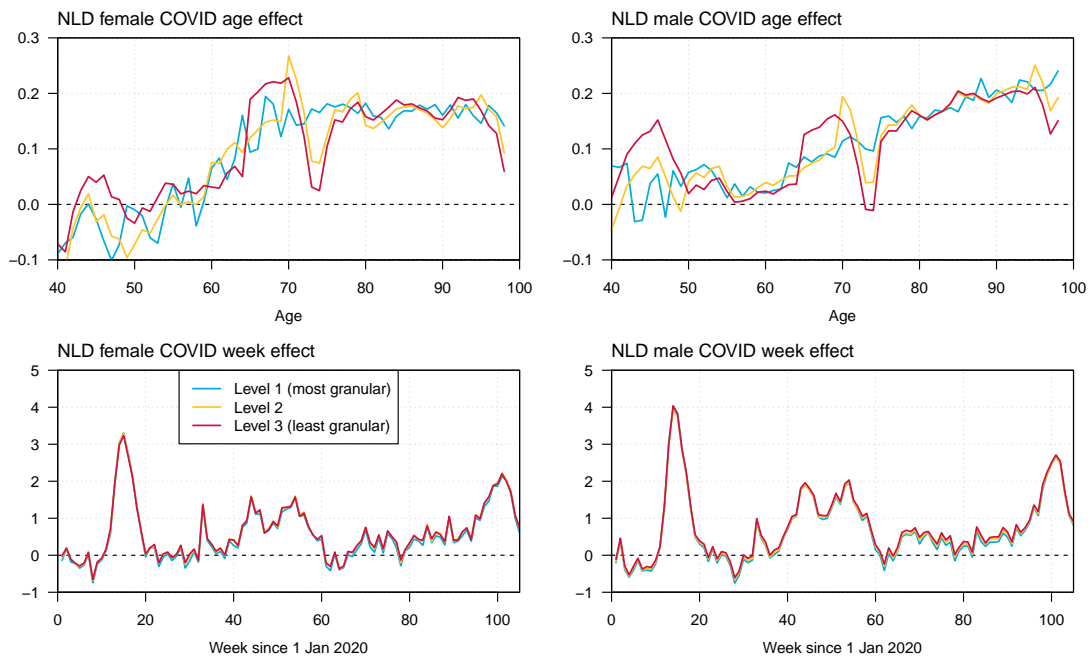 NLD female COVID age effect
0.3
0.2
0.1
0.0
−0.1
40 50 60 70 80 90 100
Age
NLD male COVID age effect
0.3
0.2
0.1
0.0
−0.1
40 50 60 70 80 90 100
Age
NLD female COVID week effect
5
4
3
2
1
0
−1
Level 1 (most granular)
Level 2
Level 3 (least granular)
0 20 40 60 80 100
Week since 1 Jan 2020
NLD male COVID week effect
5
4
3
2
1
0
−1
0 20 40 60 80 100
Week since 1 Jan 2020